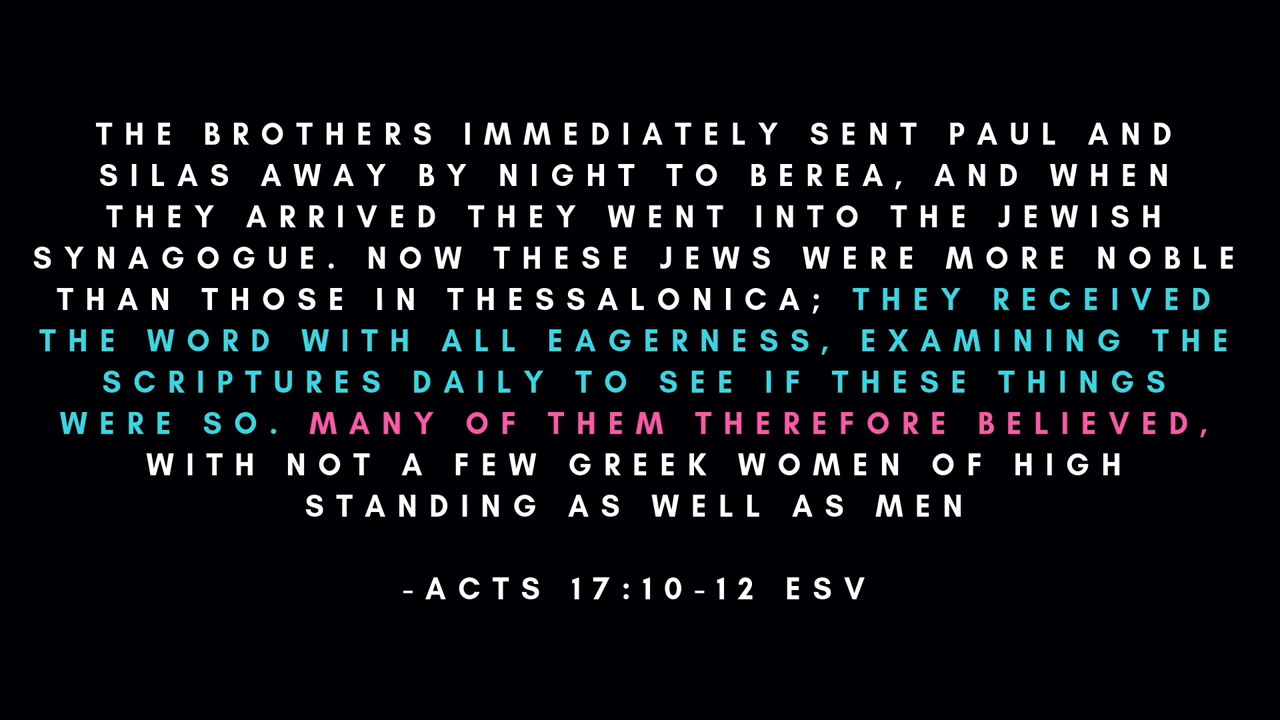 THE BROTHERS IMMEDIATELY SENT PAUL AND
SILAS AWAY BY NIGHT TO BEREA, AND WHEN
THEY ARRIVED THEY WENT INTO THE JEWISH
SYNAGOGUE. NOW THESE JEWS WERE MORE NOBLE
THAN THOSE IN THESSALONICA; THEY RECEIVED
THE WORD WITH ALL EAGERNESS, EXAMINING THE
SCRIPTURES DAILY TO SEE IF THESE THINGS
WERE SO. MANY OF THEM THEREFORE BELIEVED,
WITH NOT A FEW GREEK WOMEN OF HIGH
STANDING AS WELL AS MEN
-ACTS 17:10-12 ESV